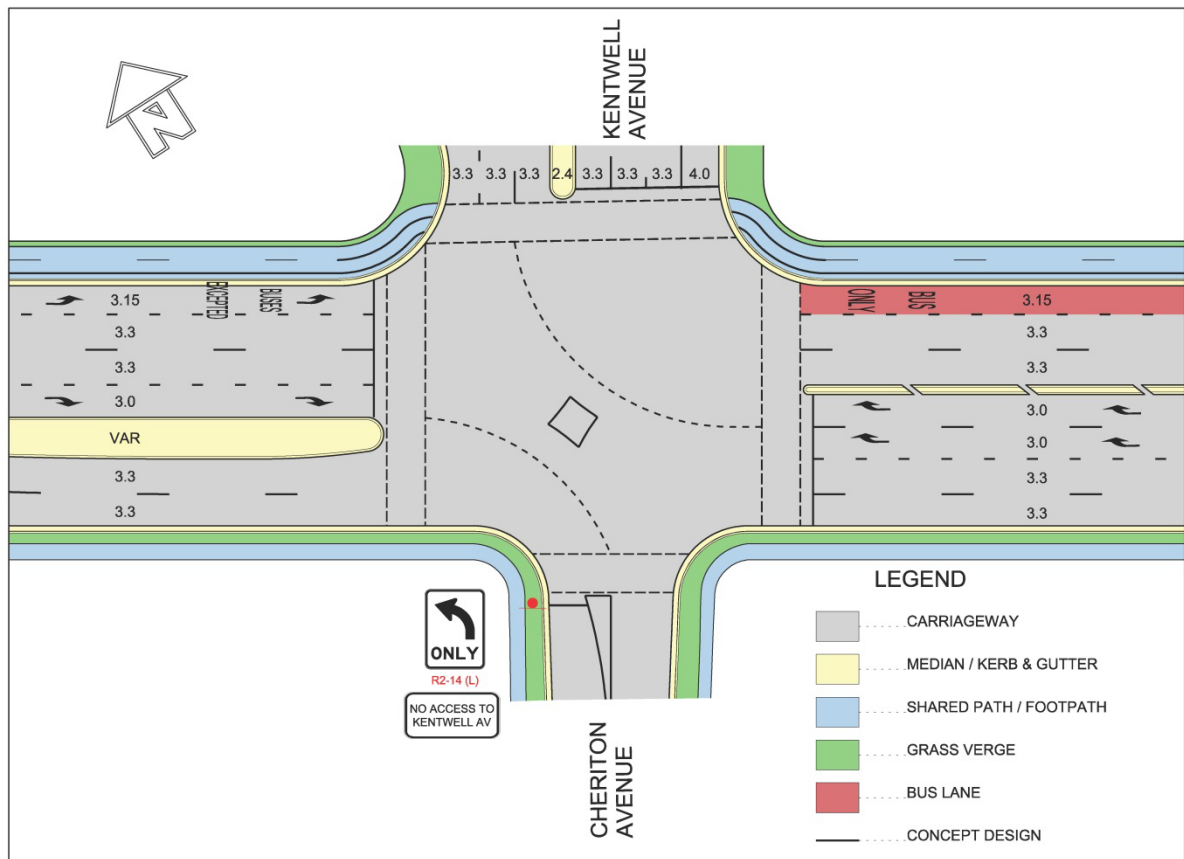 N
KENTWELL
AVENUE
3.3 3.3 3.3 2.4 3.3 3.3 3.3 4.0
3.15
BUSES
EXCEPTED
3.3
3.3
3.0
VAR
3.3
3.3
BUS
ONLY
3.15
3.3
3.3
3.0
3.0
3.3
3.3
ONLY
R2-14 (L)
NO ACCESS TO
KENTWELL AV
CHERITON
AVENUE
LEGEND
CARRIAGEWAY
MEDIAN / KERB & GUTTER
SHARED PATH / FOOTPATH
GRASS VERGE
BUS LANE
CONCEPT DESIGN